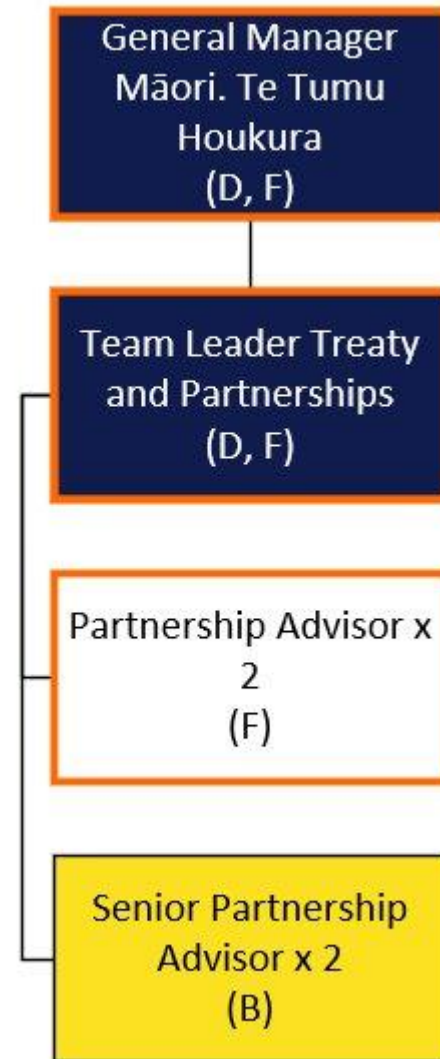 General Manager
Māori. Te Tumu
Houkura
(D, F)
Team Leader Treaty
and Partnerships
(D, F)
Partnership Advisor x
2
(F)
Senior Partnership
Advisor x 2
(B)